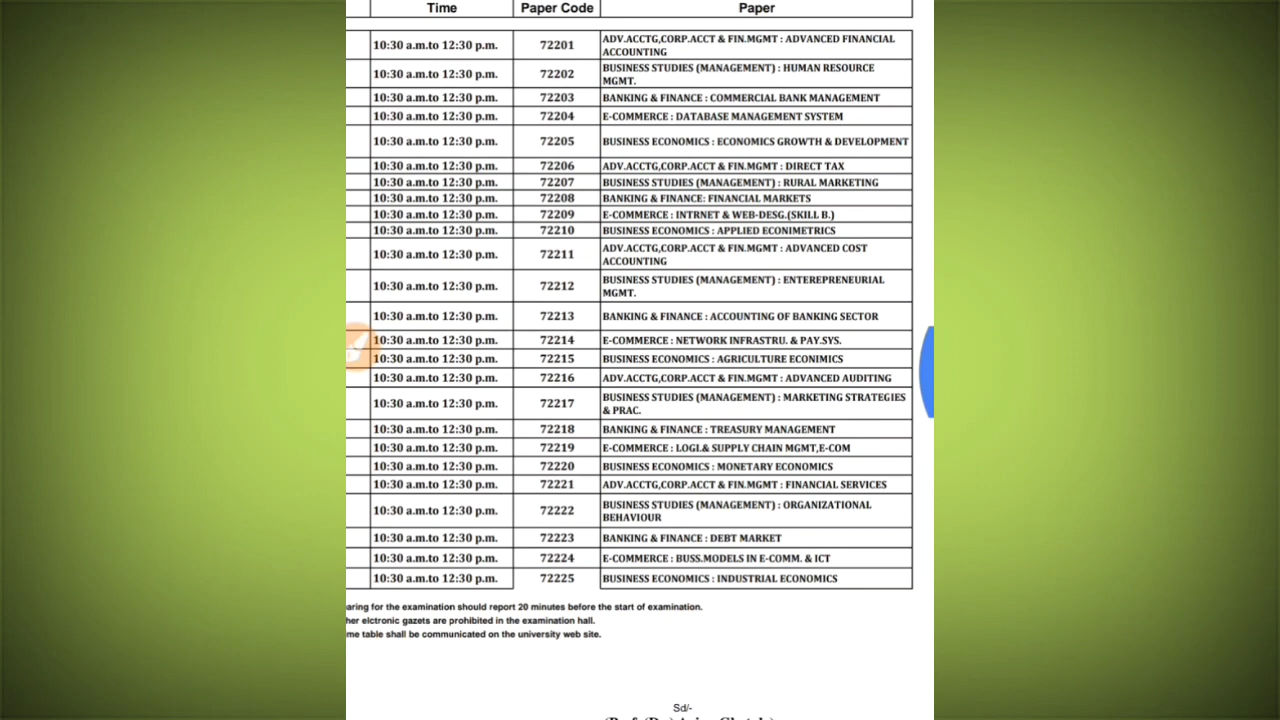 Time Paper Code Paper
10:30 a.m.to 12:30 p.m. 72201 ADV.ACCTG,CORP.ACCT & FIN.MGMT : ADVANCED FINANCIAL
ACCOUNTING
10:30 a.m.to 12:30 p.m. 72202 BUSINESS STUDIES (MANAGEMENT) : HUMAN RESOURCE
MGMT.
10:30 a.m.to 12:30 p.m. 72203 BANKING & FINANCE : COMMERCIAL BANK MANAGEMENT
10:30 a.m.to 12:30 p.m. 72204 E-COMMERCE : DATABASE MANAGEMENT SYSTEM
10:30 a.m.to 12:30 p.m. 72205 BUSINESS ECONOMICS : ECONOMICS GROWTH & DEVELOPMENT
10:30 a.m.to 12:30 p.m. 72206 ADV.ACCTG,CORP.ACCT & FIN.MGMT : DIRECT TAX
10:30 a.m.to 12:30 p.m. 72207 BUSINESS STUDIES (MANAGEMENT) : RURAL MARKETING
10:30 a.m.to 12:30 p.m. 72208 BANKING & FINANCE: FINANCIAL MARKETS
10:30 a.m.to 12:30 p.m. 72209 E-COMMERCE : INTRNET & WEB-DESG.(SKILL B.)
10:30 a.m.to 12:30 p.m. 72210 BUSINESS ECONOMICS : APPLIED ECONIMETRICS
10:30 a.m.to 12:30 p.m. 72211 ADV.ACCTG,CORP.ACCT & FIN.MGMT : ADVANCED COST
ACCOUNTING
10:30 a.m.to 12:30 p.m. 72212 BUSINESS STUDIES (MANAGEMENT) : ENTEREPRENEURIAL
MGMT.
10:30 a.m.to 12:30 p.m. 72213 BANKING & FINANCE : ACCOUNTING OF BANKING SECTOR
10:30 a.m.to 12:30 p.m. 72214 E-COMMERCE : NETWORK INFRASTRU. & PAY.SYS.
10:30 a.m.to 12:30 p.m. 72215 BUSINESS ECONOMICS : AGRICULTURE ECONIMICS
10:30 a.m.to 12:30 p.m. 72216 ADV.ACCTG,CORP.ACCT & FIN.MGMT : ADVANCED AUDITING
10:30 a.m.to 12:30 p.m. 72217 BUSINESS STUDIES (MANAGEMENT) : MARKETING STRATEGIES
& PRAC.
10:30 a.m.to 12:30 p.m. 72218 BANKING & FINANCE : TREASURY MANAGEMENT
10:30 a.m.to 12:30 p.m. 72219 E-COMMERCE : LOGI.& SUPPLY CHAIN MGMT,E-COM
10:30 a.m.to 12:30 p.m. 72220 BUSINESS ECONOMICS : MONETARY ECONOMICS
10:30 a.m.to 12:30 p.m. 72221 ADV.ACCTG,CORP.ACCT & FIN.MGMT : FINANCIAL SERVICES
10:30 a.m.to 12:30 p.m. 72222 BUSINESS STUDIES (MANAGEMENT) : ORGANIZATIONAL
BEHAVIOUR
10:30 a.m.to 12:30 p.m. 72223 BANKING & FINANCE : DEBT MARKET
10:30 a.m.to 12:30 p.m. 72224 E-COMMERCE : BUSS.MODELS IN E-COMM. & ICT
10:30 a.m.to 12:30 p.m. 72225 BUSINESS ECONOMICS : INDUSTRIAL ECONOMICS
aring for the examination should report 20 minutes before the start of examination.
her elctronic gazets are prohibited in the examination hall.
me table shall be communicated on the university web site.
Sd/-